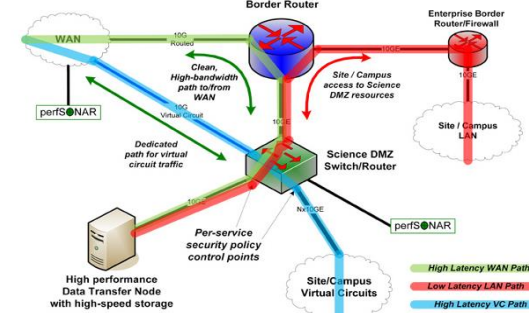 Border Router
Enterprise Border
Router/Firewall
WAN
10G
Routed
10GE
10GE
Clean,
High-bandwidth
path to/from
WAN
Site / Campus
access to Science
DMZ resources
perfSONAR
10G
Virtual Circuit
10GE
Site / Campus
LAN
Dedicated
path for virtual
circuit traffic
Science DMZ
Switch/Router
10GE
Nx10GE
perfSONAR
Per-service
security policy
control points
High performance
Data Transfer Node
with high-speed storage
Site/Campus
Virtual Circuits
High Latency WAN Path
Low Latency LAN Path
High Latency VC Path